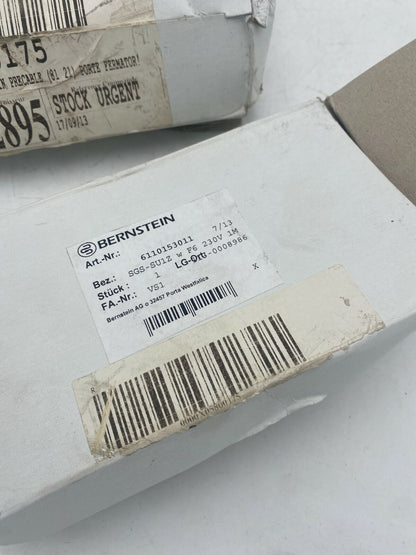 175
PRECABLE (01 21) PORTE FERMATOR!
895 STOCK URGENT
17/09/13
BERNSTEIN
Art.-Nr.: 6110153011 7/13
Bez.: SGS-SU12 w F6 230V 1M
Stück: 1 LG-Ort: -0008986
FA.-Nr.: VS1 X
Bernstein AG o 32457 Porta Westfalica
R